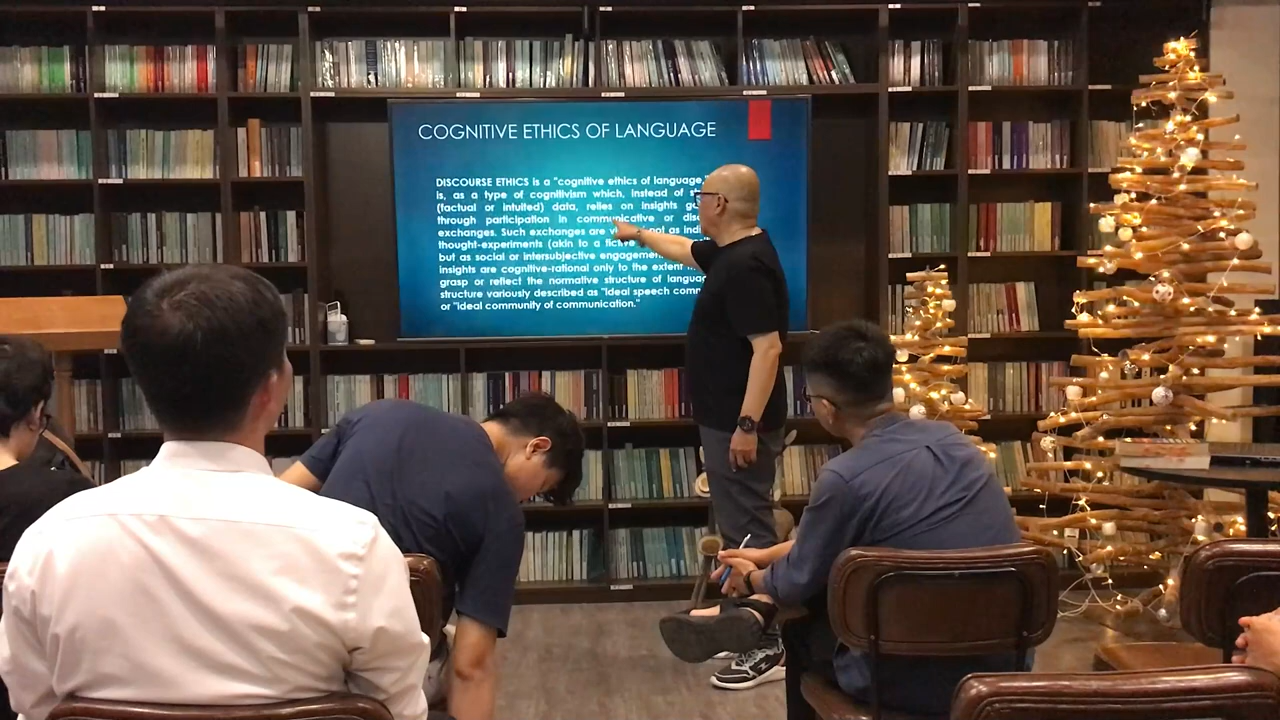 COGNITIVE ETHICS OF LANGUAGE
DISCOURSE ETHICS is a "cognitive ethics of language,"
is, as a type of cognitivism which, instead of
(factual or intuited) data, relies on insights
through participation in communicative or
exchanges. Such exchanges are not as
thought-experiments (akin to a
but as social or intersubjective
insights are cognitive-rational only to the extent
grasp or reflect the normative structure of
structure variously described as "ideal speech
or "ideal community of communication."